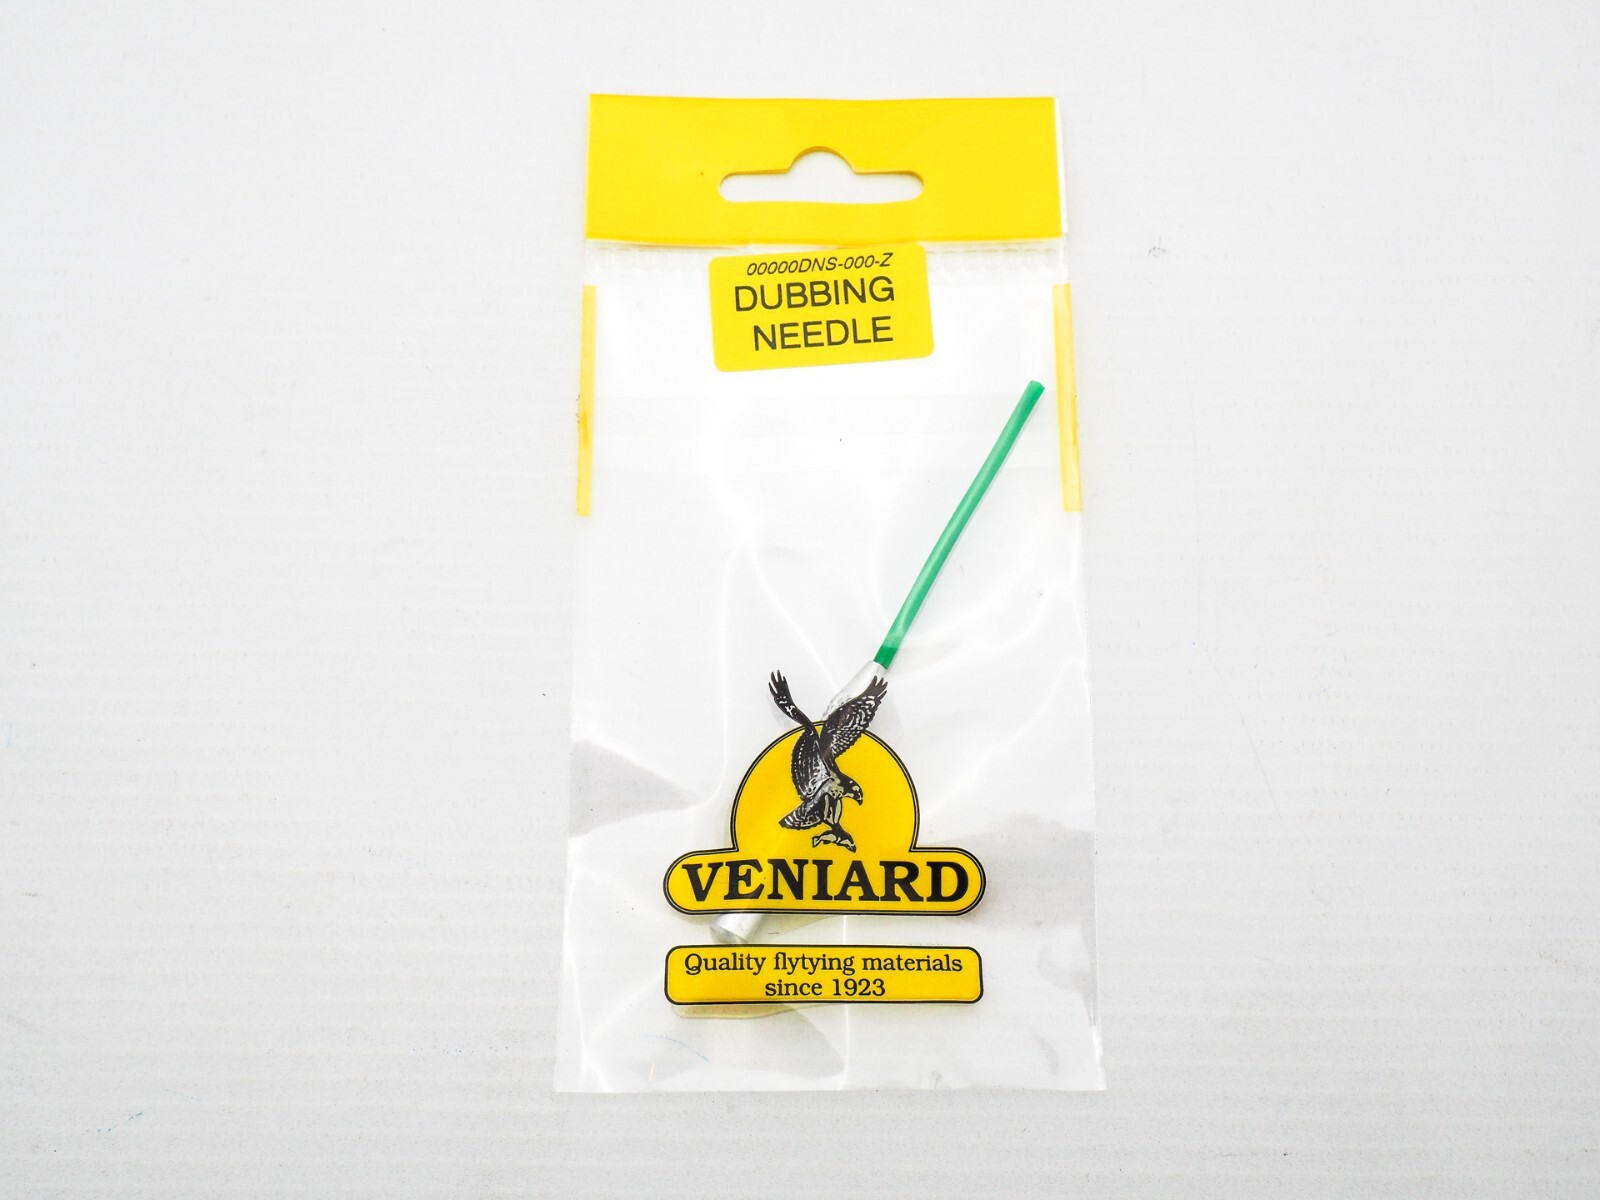 00000DNS-000-Z
DUBBING
NEEDLE
VENIARD
Quality flytying materials
since 1923